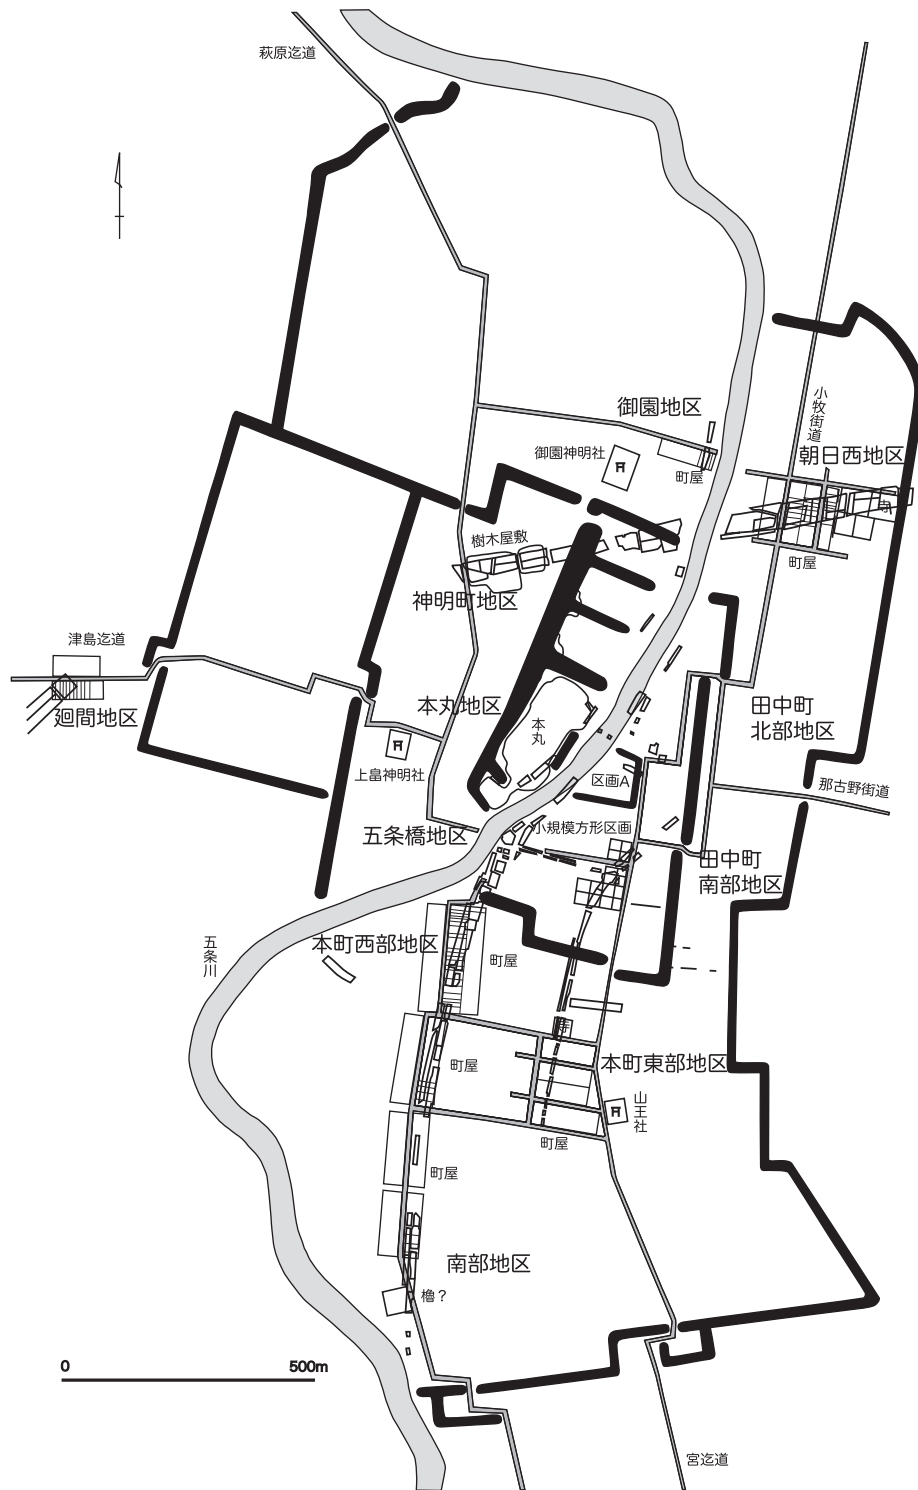 萩原迄道
小牧街道
御園地区
朝日西地区
御園神明社
町屋
寺
樹木屋敷
町屋
神明町地区
津島迄道
廻間地区
本丸地区
本丸
田中町
北部地区
上畠神明社
区画A
那古野街道
五条橋地区
小規模方形区画
田中町
南部地区
五条川
本町西部地区
町屋
寺
町屋
本町東部地区
山王社
町屋
町屋
南部地区
櫓？
0
500m
宮迄道